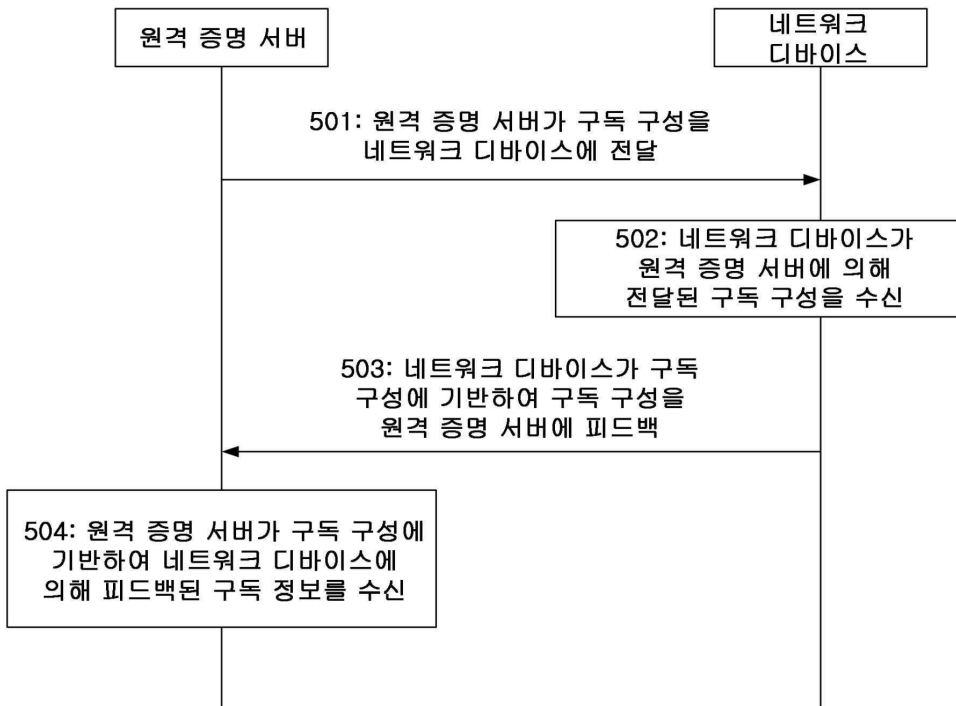 원격 증명 서버
네트워크
디바이스
501: 원격 증명 서버가 구독 구성을
네트워크 디바이스에 전달
502: 네트워크 디바이스가
원격 증명 서버에 의해
전달된 구독 구성을 수신
503: 네트워크 디바이스가 구독
구성에 기반하여 구독 구성을
원격 증명 서버에 피드백
504: 원격 증명 서버가 구독 구성에
기반하여 네트워크 디바이스에
의해 피드백된 구독 정보를 수신